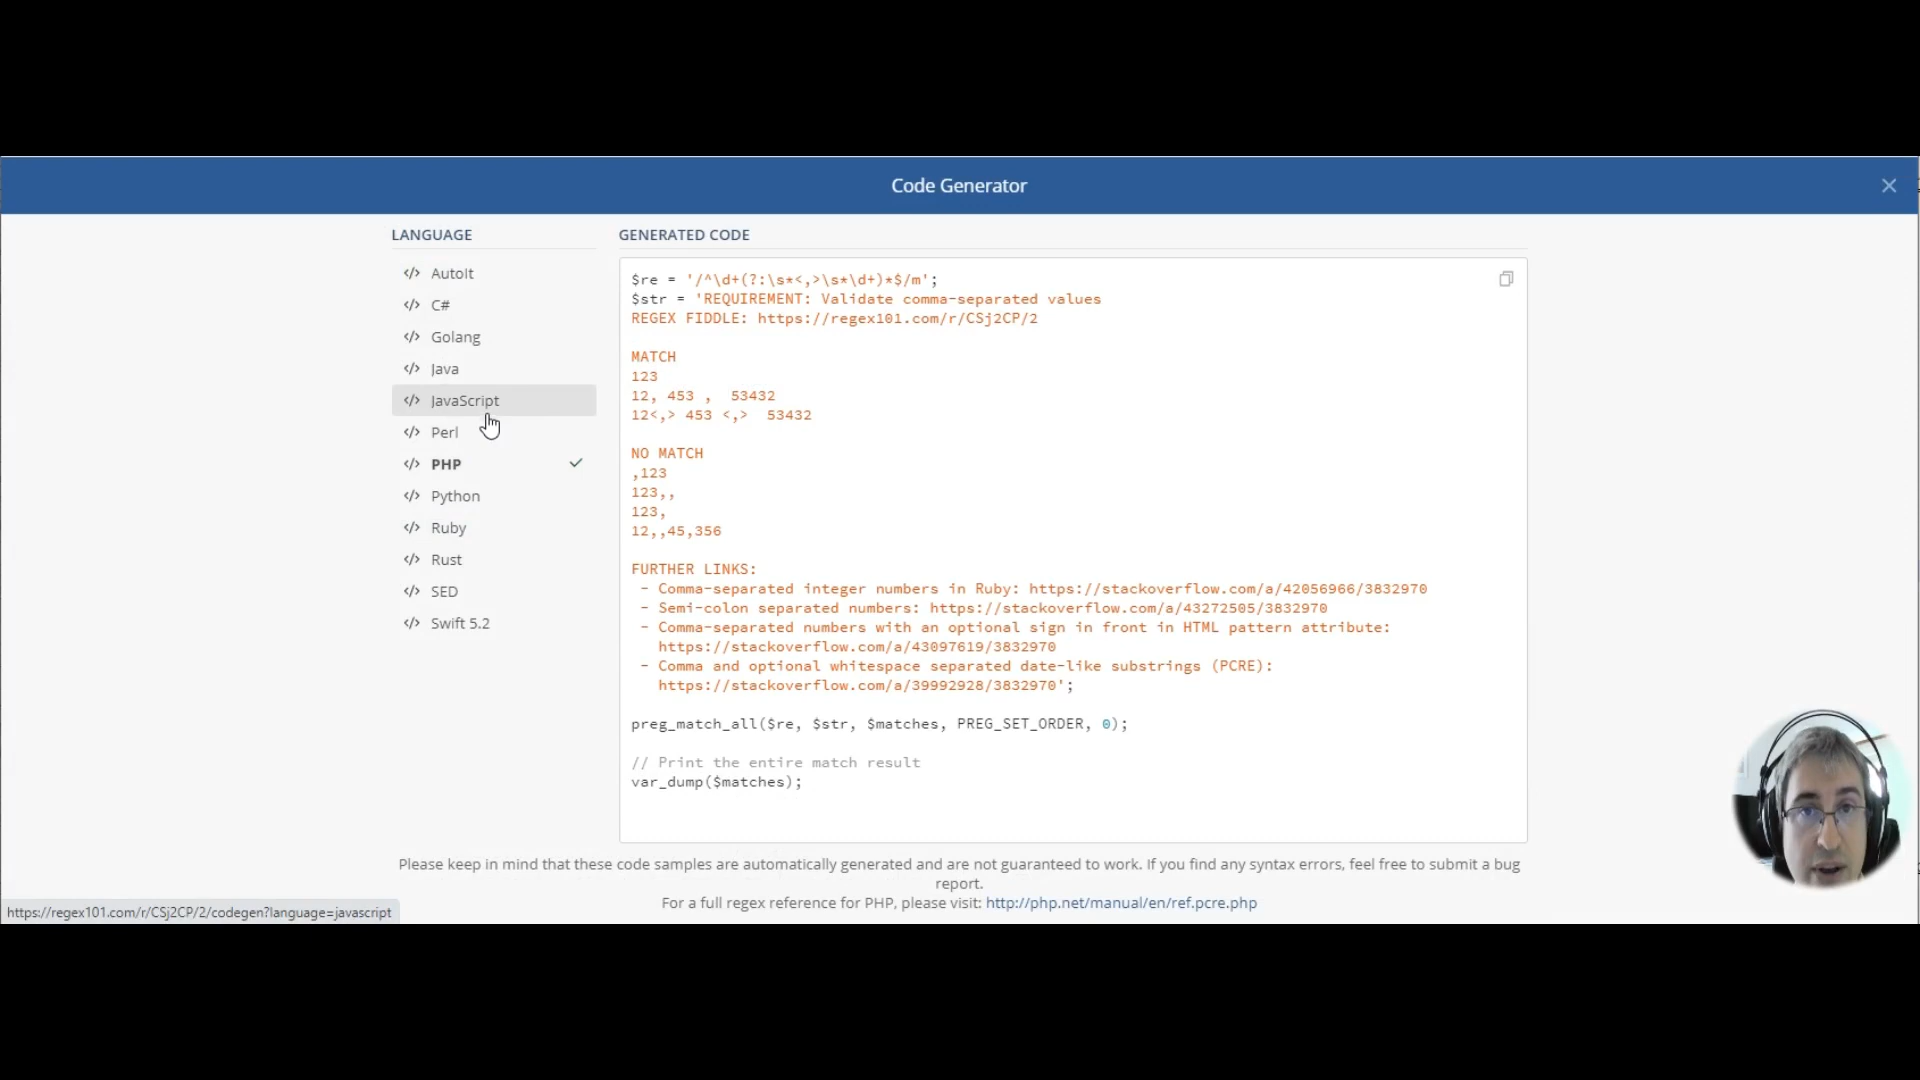 Code Generator
LANGUAGE
AutoIt
C#
Golang
Java
JavaScript
Perl
PHP
Python
Ruby
Rust
SED
Swift 5.2
GENERATED CODE
$re = '/^\d+(?:\s*<,>\s*\d+)*$/m';
$str = 'REQUIREMENT: Validate comma-separated values
REGEX FIDDLE: https://regex101.com/r/CSj2CP/2
MATCH
123
12, 453 ,  53432
12<,> 453 <,>  53432
NO MATCH
,123
123,,
123,
12,,45,356
FURTHER LINKS:
- Comma-separated integer numbers in Ruby: https://stackoverflow.com/a/42056966/3832970
- Semi-colon separated numbers: https://stackoverflow.com/a/43272505/3832970
- Comma-separated numbers with an optional sign in front in HTML pattern attribute:
https://stackoverflow.com/a/43097619/3832970
- Comma and optional whitespace separated date-like substrings (PCRE):
https://stackoverflow.com/a/39992928/3832970';
preg_match_all($re, $str, $matches, PREG_SET_ORDER, 0);
// Print the entire match result
var_dump($matches);
Please keep in mind that these code samples are automatically generated and are not guaranteed to work. If you find any syntax errors, feel free to submit a bug
report.
For a full regex reference for PHP, please visit: http://php.net/manual/en/ref.pcre.php
https://regex101.com/r/CSj2CP/2/codegen?language=javascript